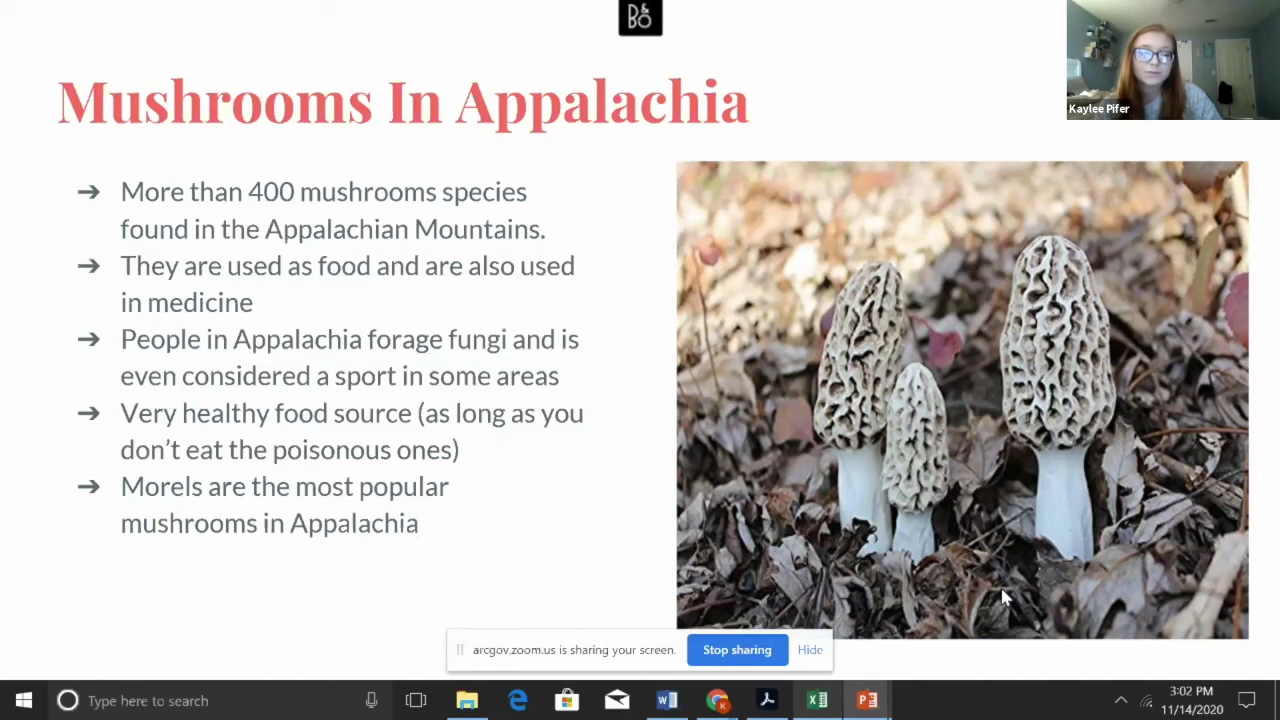 B&O
Kaylee Pifer
Mushrooms In Appalachia
➔ More than 400 mushrooms species
found in the Appalachian Mountains.
➔ They are used as food and are also used
in medicine
➔ People in Appalachia forage fungi and is
even considered a sport in some areas
➔ Very healthy food source (as long as you
don't eat the poisonous ones)
➔ Morels are the most popular
mushrooms in Appalachia
arcgov.zoom.us is sharing your screen. Stop sharing Hide
Type here to search
3:02 PM
11/14/2020